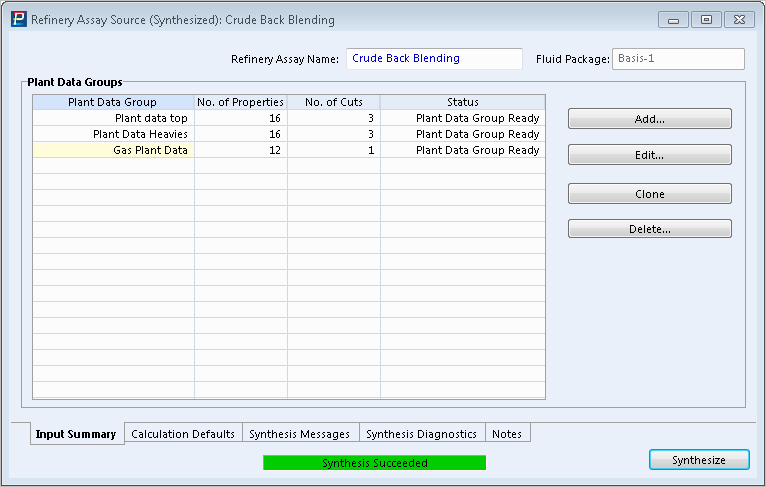 Refinery Assay Source (Synthesized): Crude Back Blending
Refinery Assay Name: Crude Back Blending Fluid Package: Basis-1
Plant Data Groups
Plant Data Group No. of Properties No. of Cuts Status
Plant data top 16 3 Plant Data Group Ready
Plant Data Heavies 16 3 Plant Data Group Ready
Gas Plant Data 12 1 Plant Data Group Ready
Add...
Edit...
Clone
Delete...
Input Summary Calculation Defaults Synthesis Messages Synthesis Diagnostics Notes
Synthesis Succeeded
Synthesize